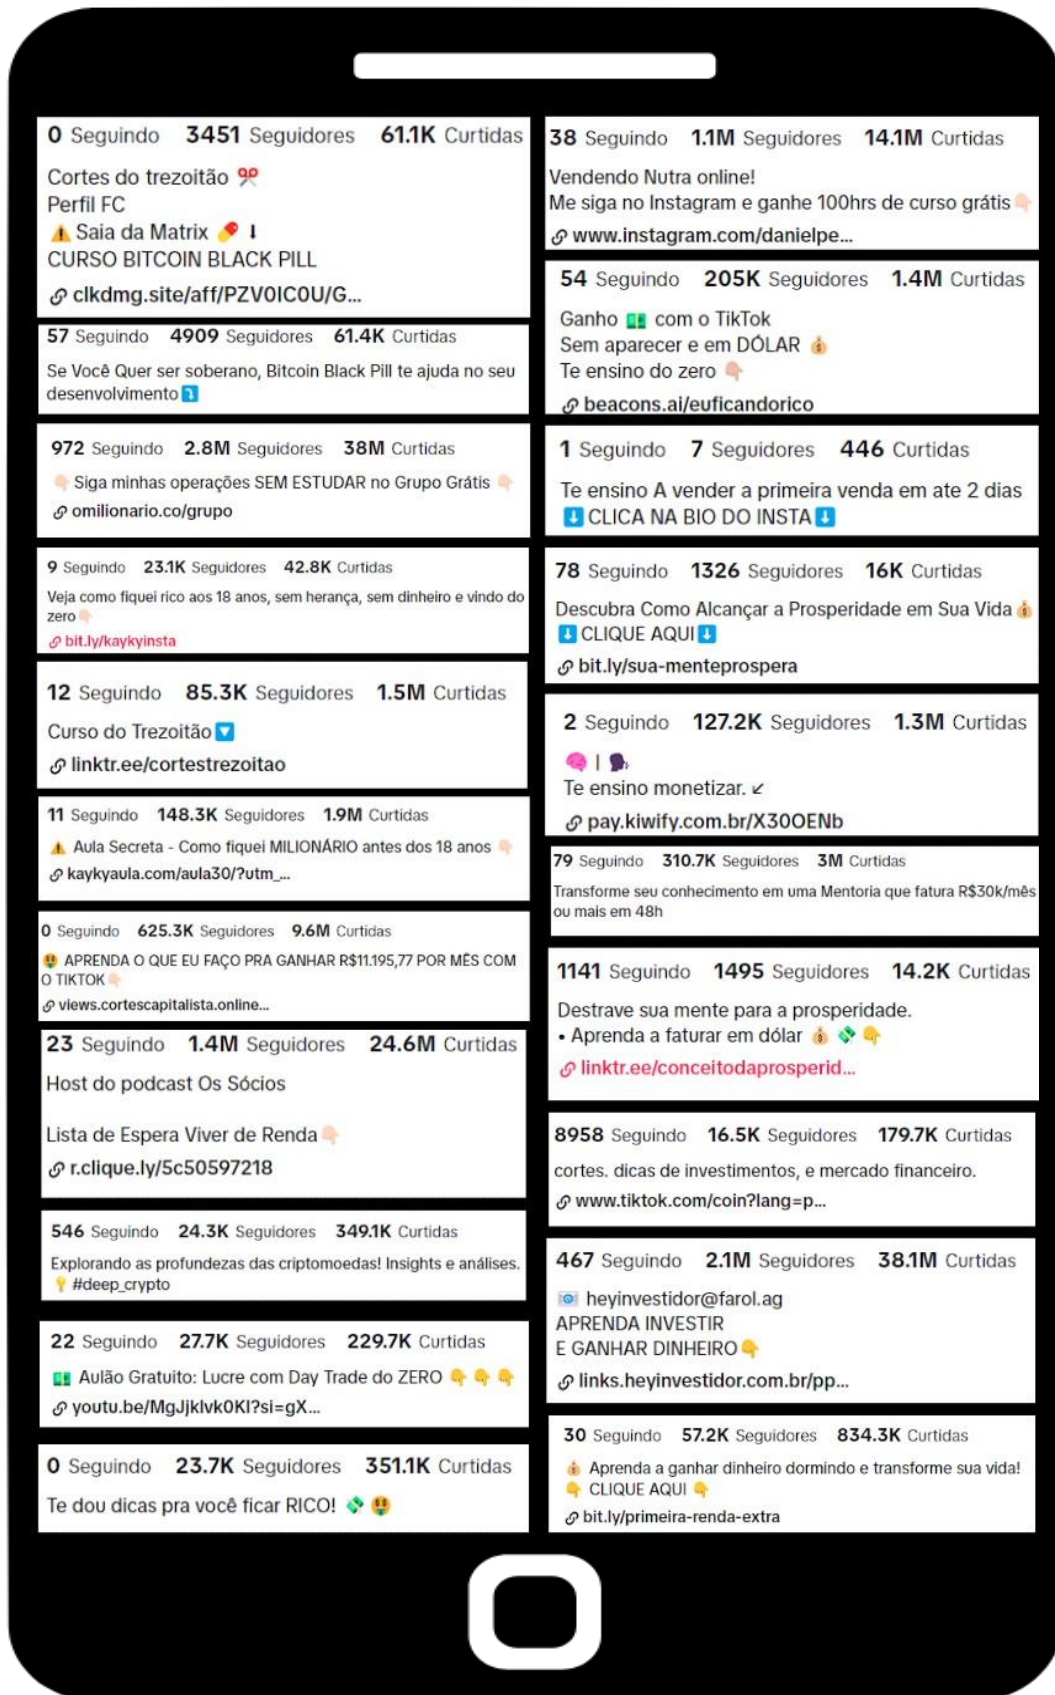 0 Seguindo 3451 Seguidores 61.1K Curtidas
Cortes do trezoitão ✂️
Perfil FC
⚠️ Saia da Matrix 💊 ⬇
CURSO BITCOIN BLACK PILL
clkdmg.site/aff/PZV0IC0U/G...
57 Seguindo 4909 Seguidores 61.4K Curtidas
Se Você Quer ser soberano, Bitcoin Black Pill te ajuda no seu
desenvolvimento⤵️
972 Seguindo 2.8M Seguidores 38M Curtidas
👇🏻 Siga minhas operações SEM ESTUDAR no Grupo Grátis 👇🏻
omilionario.co/grupo
9 Seguindo 23.1K Seguidores 42.8K Curtidas
Veja como fiquei rico aos 18 anos, sem herança, sem dinheiro e vindo do
zero👇🏻
bit.ly/kaykyinsta
12 Seguindo 85.3K Seguidores 1.5M Curtidas
Curso do Trezoitão🔽
linktr.ee/cortestrezoitao
11 Seguindo 148.3K Seguidores 1.9M Curtidas
⚠️ Aula Secreta - Como fiquei MILIONÁRIO antes dos 18 anos 👇🏻
kaykyaula.com/aula30/?utm_...
0 Seguindo 625.3K Seguidores 9.6M Curtidas
🤑 APRENDA O QUE EU FAÇO PRA GANHAR R$11.195,77 POR MÊS COM
O TIKTOK👇🏻
views.cortescapitalista.online...
23 Seguindo 1.4M Seguidores 24.6M Curtidas
Host do podcast Os Sócios
Lista de Espera Viver de Renda👇🏻
r.clique.ly/5c50597218
546 Seguindo 24.3K Seguidores 349.1K Curtidas
Explorando as profundezas das criptomoedas! Insights e análises.
💡 #deep_crypto
22 Seguindo 27.7K Seguidores 229.7K Curtidas
💵 Aulão Gratuito: Lucre com Day Trade do ZERO 👇👇👇
youtu.be/MgJjklvk0KI?si=gX...
0 Seguindo 23.7K Seguidores 351.1K Curtidas
Te dou dicas pra você ficar RICO! 💸 🤑
38 Seguindo 1.1M Seguidores 14.1M Curtidas
Vendendo Nutra online!
Me siga no Instagram e ganhe 100hrs de curso grátis👇🏻
www.instagram.com/danielpe...
54 Seguindo 205K Seguidores 1.4M Curtidas
Ganho 💵 com o TikTok
Sem aparecer e em DÓLAR 💰
Te ensino do zero 👇🏻
beacons.ai/euficandorico
1 Seguindo 7 Seguidores 446 Curtidas
Te ensino A vender a primeira venda em ate 2 dias
⬇️CLICA NA BIO DO INSTA⬇️
78 Seguindo 1326 Seguidores 16K Curtidas
Descubra Como Alcançar a Prosperidade em Sua Vida💰
⬇️CLIQUE AQUI⬇️
bit.ly/sua-menteprospera
2 Seguindo 127.2K Seguidores 1.3M Curtidas
🧠 | 🗣️
Te ensino monetizar. ↙
pay.kiwify.com.br/X30OENb
79 Seguindo 310.7K Seguidores 3M Curtidas
Transforme seu conhecimento em uma Mentoria que fatura R$30k/mês
ou mais em 48h
1141 Seguindo 1495 Seguidores 14.2K Curtidas
Destrave sua mente para a prosperidade.
• Aprenda a faturar em dólar 💰 💸 👇
linktr.ee/conceitodaprosperid...
8958 Seguindo 16.5K Seguidores 179.7K Curtidas
cortes. dicas de investimentos, e mercado financeiro.
www.tiktok.com/coin?lang=p...
467 Seguindo 2.1M Seguidores 38.1M Curtidas
📧 heyinvestidor@farol.ag
APRENDA INVESTIR
E GANHAR DINHEIRO👇
links.heyinvestidor.com.br/pp...
30 Seguindo 57.2K Seguidores 834.3K Curtidas
💰 Aprenda a ganhar dinheiro dormindo e transforme sua vida!
👇 CLIQUE AQUI 👇
bit.ly/primeira-renda-extra